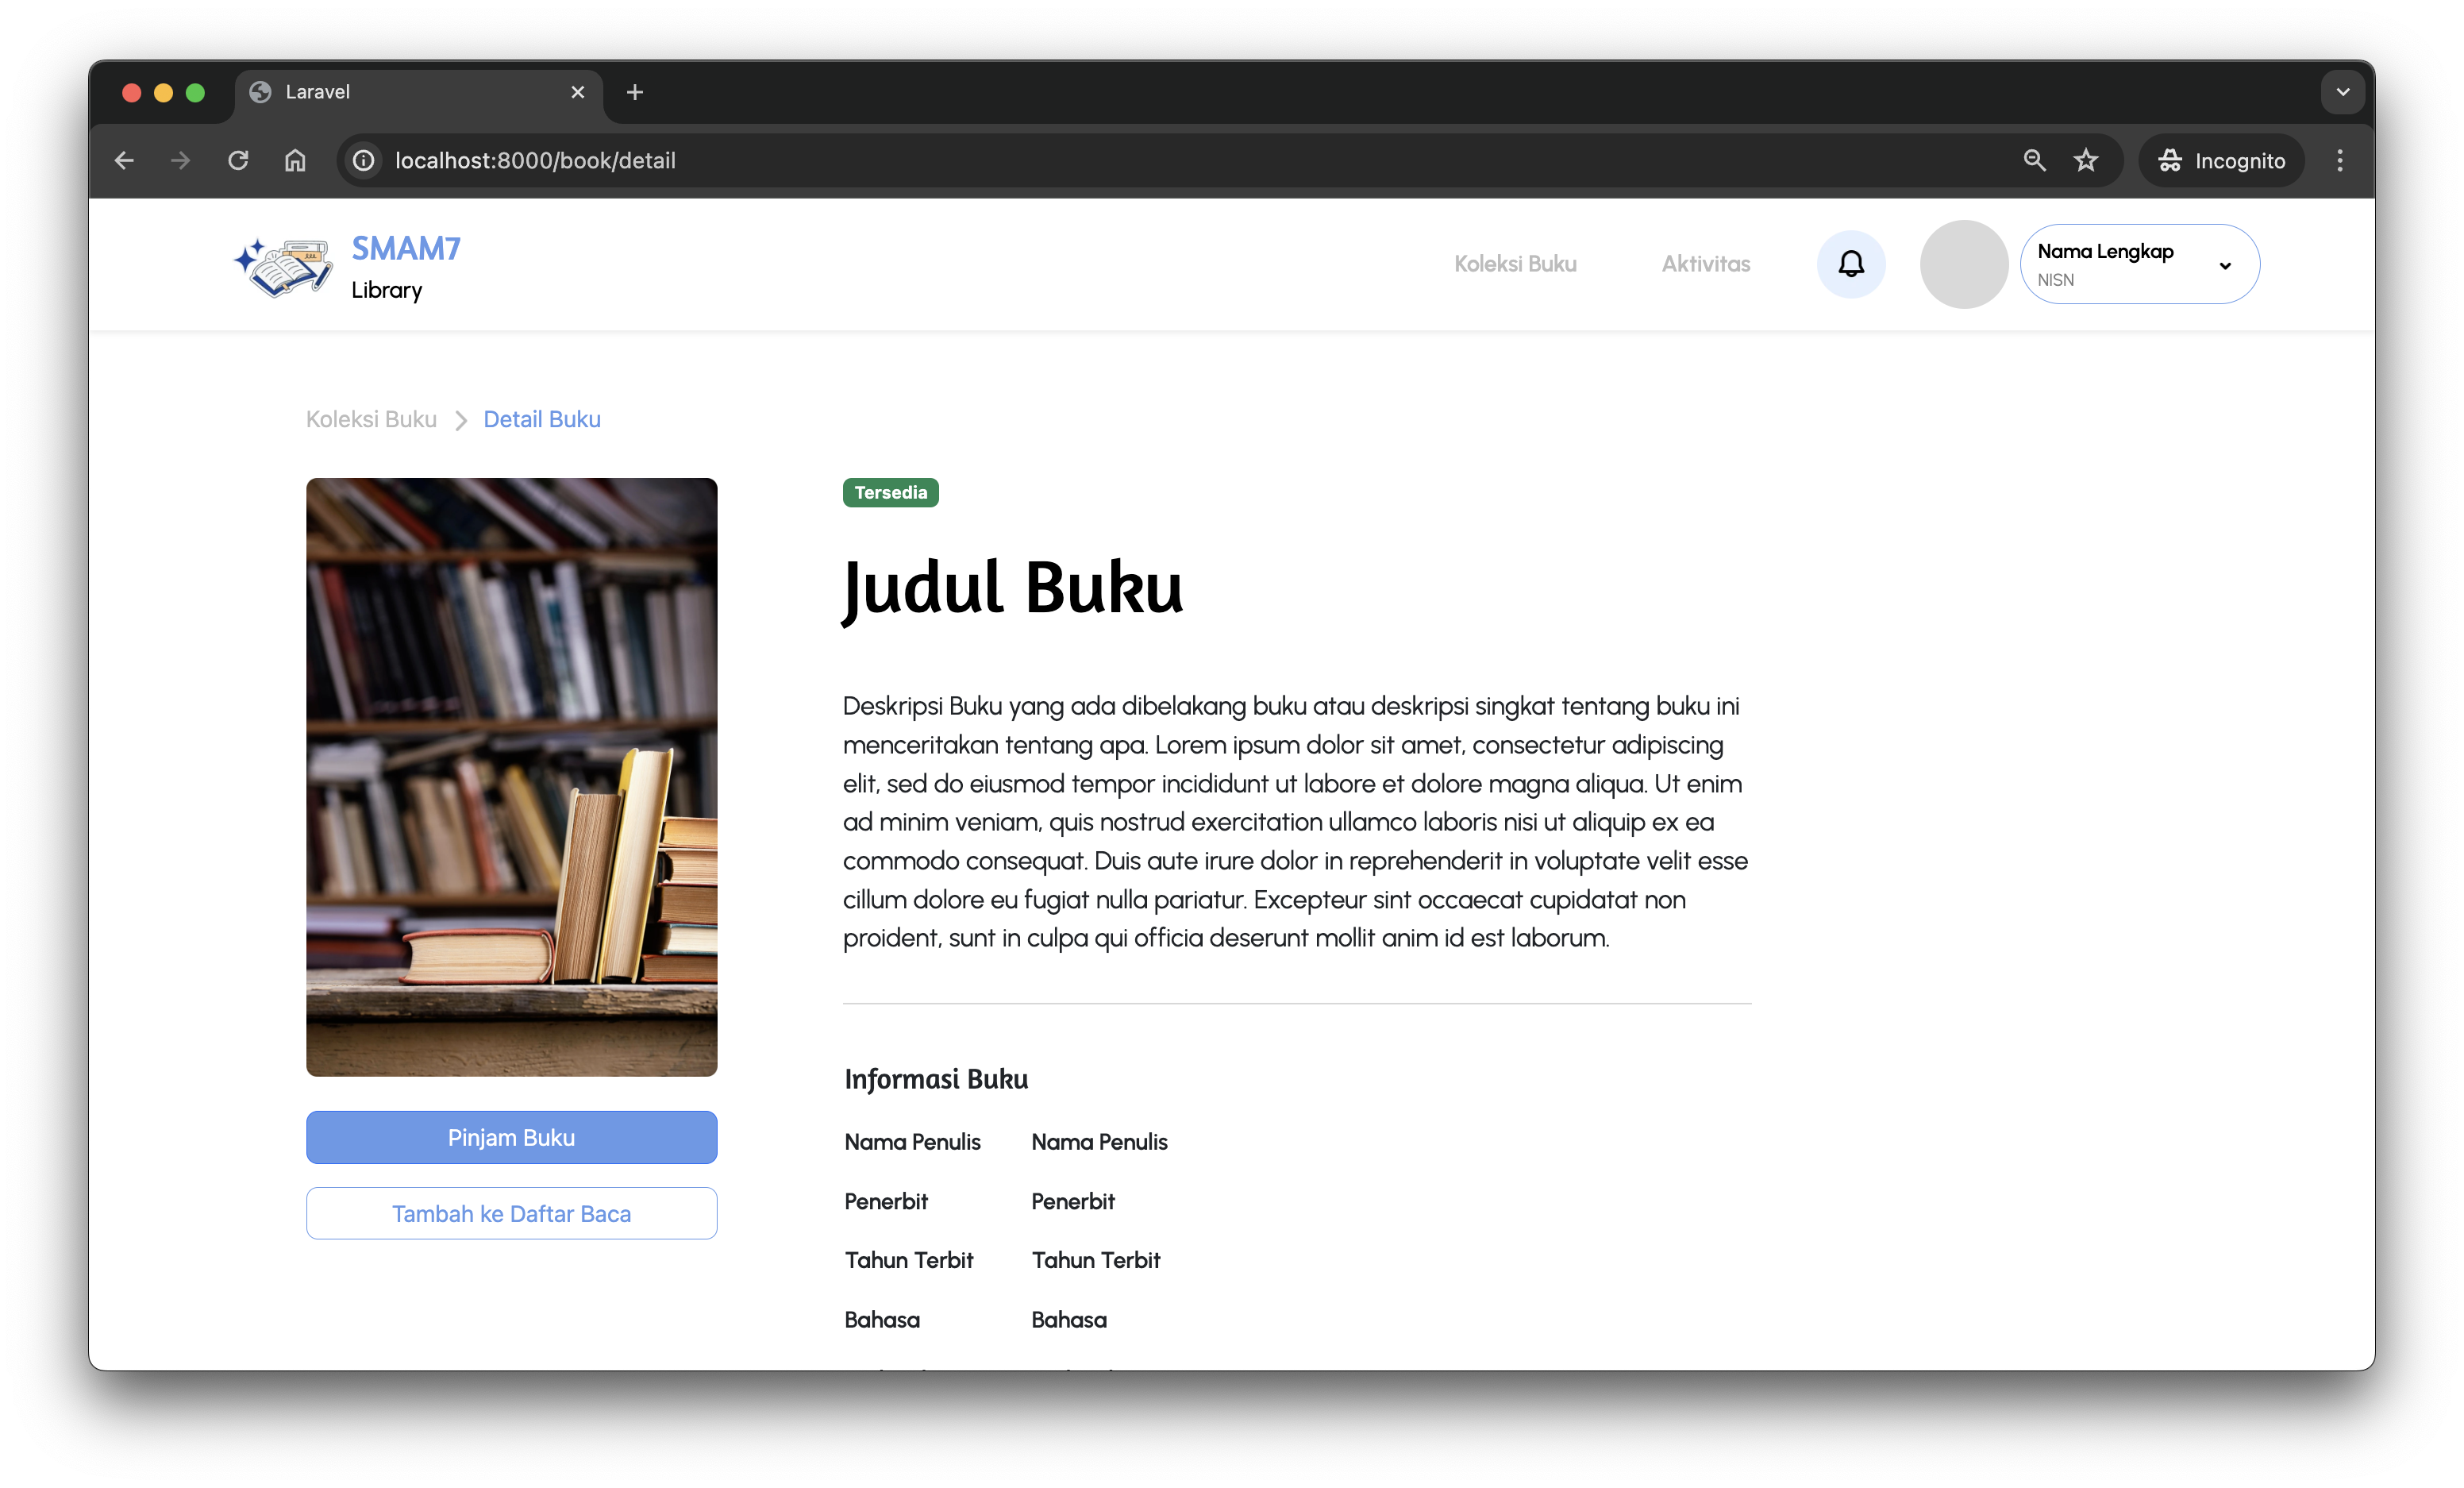 Laravel
localhost:8000/book/detail
Incognito
SMAM7
Library
Koleksi Buku
Aktivitas
Nama Lengkap
NISN
Koleksi Buku
Detail Buku
Tersedia
Judul Buku
Deskripsi Buku yang ada dibelakang buku atau deskripsi singkat tentang buku ini
menceritakan tentang apa. Lorem ipsum dolor sit amet, consectetur adipiscing
elit, sed do eiusmod tempor incididunt ut labore et dolore magna aliqua. Ut enim
ad minim veniam, quis nostrud exercitation ullamco laboris nisi ut aliquip ex ea
commodo consequat. Duis aute irure dolor in reprehenderit in voluptate velit esse
cillum dolore eu fugiat nulla pariatur. Excepteur sint occaecat cupidatat non
proident, sunt in culpa qui officia deserunt mollit anim id est laborum.
Pinjam Buku
Tambah ke Daftar Baca
Informasi Buku
Nama Penulis Nama Penulis
Penerbit Penerbit
Tahun Terbit Tahun Terbit
Bahasa Bahasa